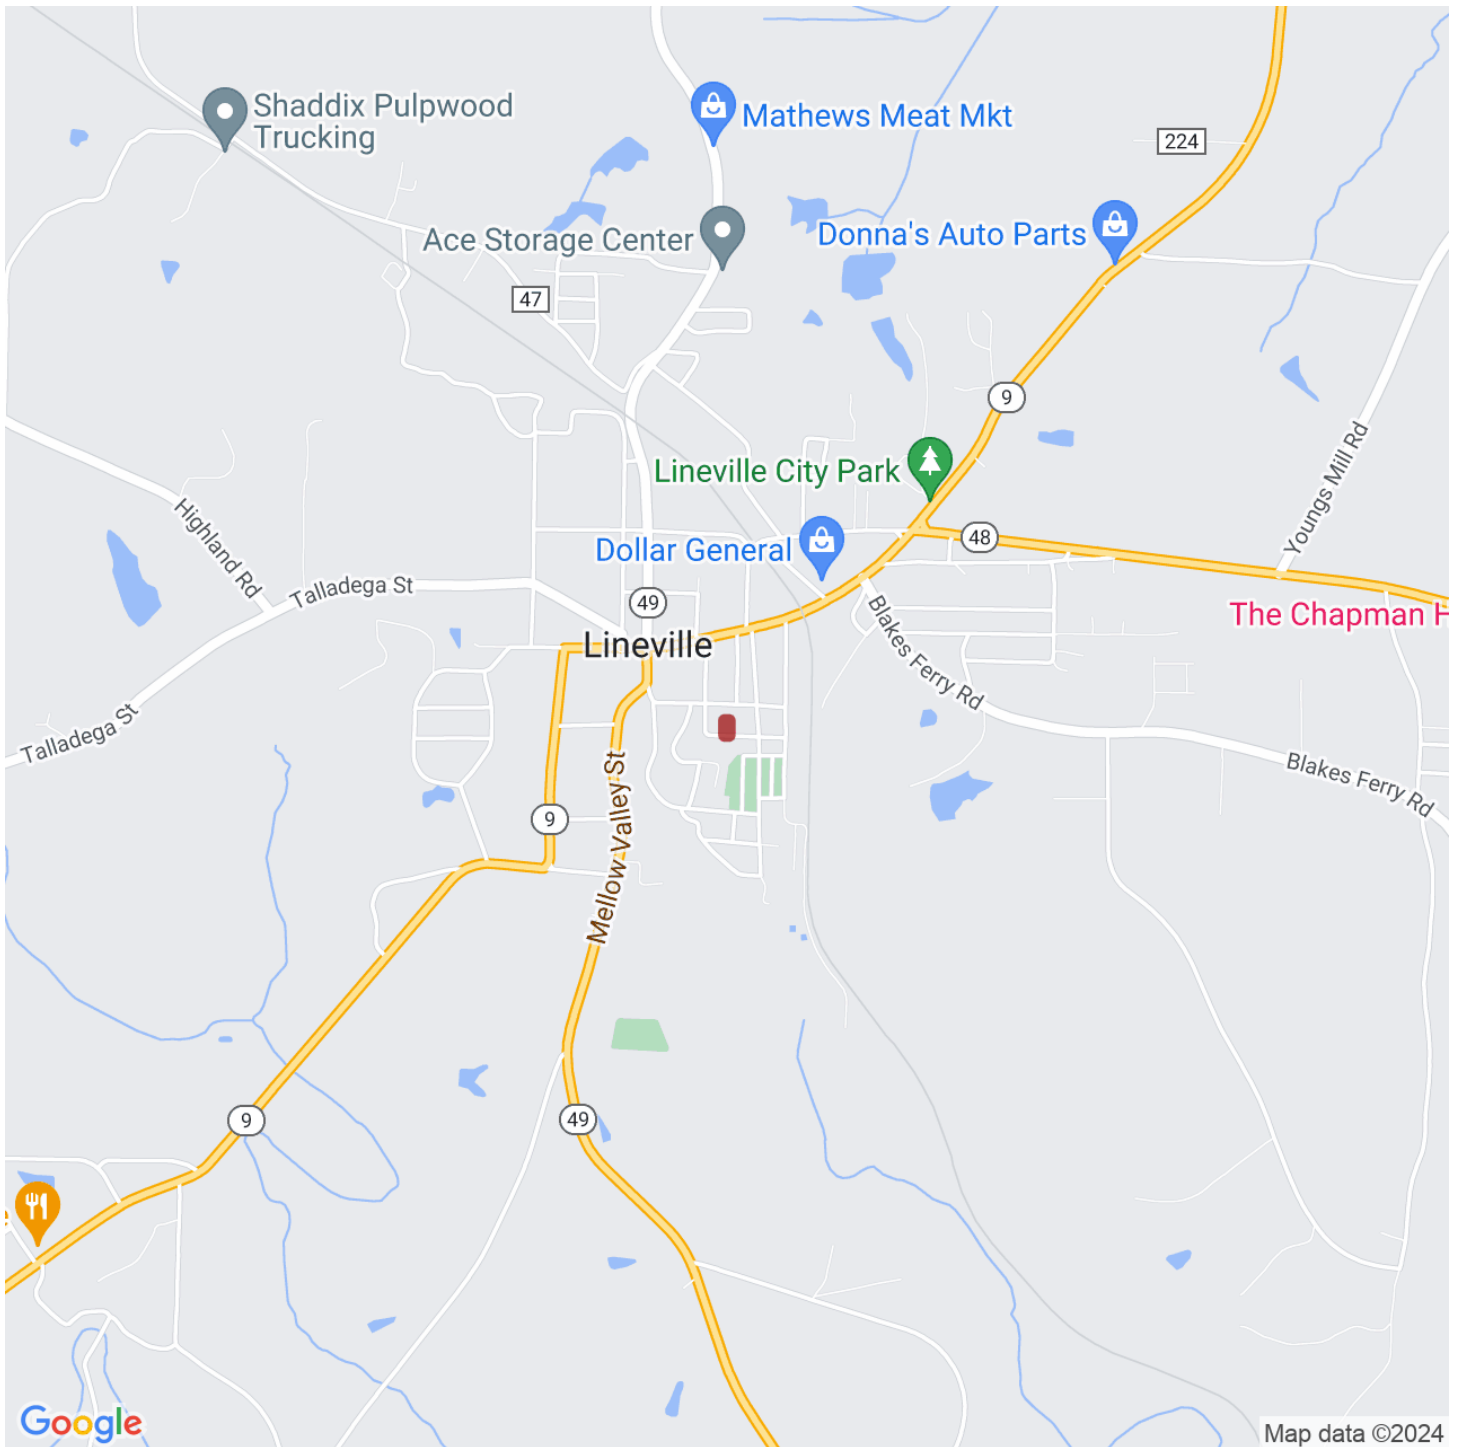 Shaddix Pulpwood
Trucking
Mathews Meat Mkt
224
Ace Storage Center
Donna's Auto Parts
47
9
Lineville City Park
Youngs Mill Rd
Highland Rd
Dollar General
48
Talladega St
49
The Chapman H
Lineville
Blakes Ferry Rd
Talladega St
Mellow Valley St
Blakes Ferry Rd
9
9
49
e
Google
Map data ©2024